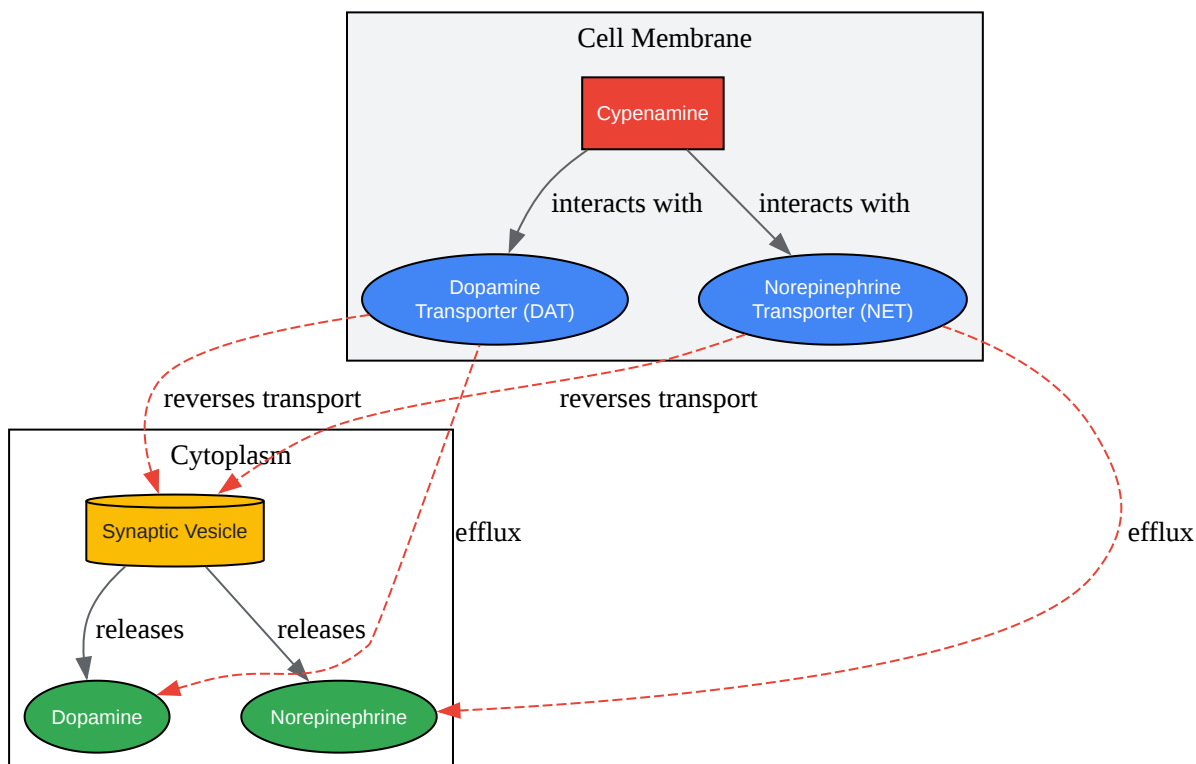 Cell Membrane
Cypenamine
interacts with
interacts with
Dopamine
Transporter (DAT)
Norepinephrine
Transporter (NET)
reverses transport
reverses transport
Cytoplasm
Synaptic Vesicle
efflux
efflux
releases
releases
Dopamine
Norepinephrine